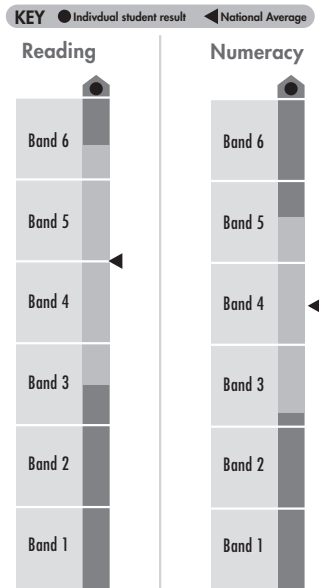 KEY Indivdual student result National Average
Reading Numeracy
Band 6 Band 6
Band 5 Band 5
Band 4 Band 4
Band 3 Band 3
Band 2 Band 2
Band 1 Band 1